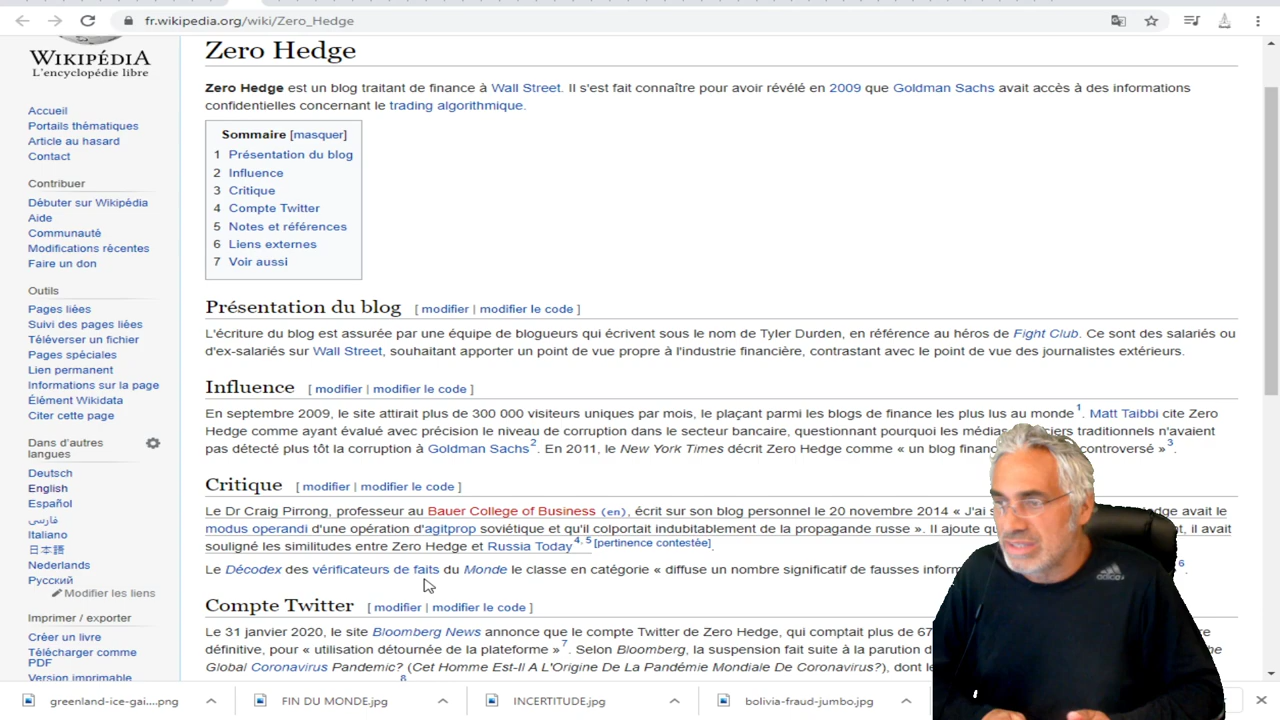 fr.wikipedia.org/wiki/Zero_Hedge
WIKIPÉDIA
L'encyclopédie libre
Accueil
Portails thématiques
Article au hasard
Contact
Contribuer
Débuter sur Wikipédia
Aide
Communauté
Modifications récentes
Faire un don
Outils
Pages liées
Suivi des pages liées
Téléverser un fichier
Pages spéciales
Lien permanent
Informations sur la page
Élément Wikidata
Citer cette page
Dans d'autres
langues
Deutsch
English
Español
فارسی
Italiano
日本語
Nederlands
Русский
Modifier les liens
Imprimer / exporter
Créer un livre
Télécharger comme
PDF
Version imprimable
Zero Hedge
Zero Hedge est un blog traitant de finance à Wall Street. Il s'est fait connaître pour avoir révélé en 2009 que Goldman Sachs avait accès à des informations
confidentielles concernant le trading algorithmique.
Sommaire [masquer]
1 Présentation du blog
2 Influence
3 Critique
4 Compte Twitter
5 Notes et références
6 Liens externes
7 Voir aussi
Présentation du blog [ modifier | modifier le code ]
L'écriture du blog est assurée par une équipe de blogueurs qui écrivent sous le nom de Tyler Durden, en référence au héros de Fight Club. Ce sont des salariés ou
d'ex-salariés sur Wall Street, souhaitant apporter un point de vue propre à l'industrie financière, contrastant avec le point de vue des journalistes extérieurs.
Influence [ modifier | modifier le code ]
En septembre 2009, le site attirait plus de 300 000 visiteurs uniques par mois, le plaçant parmi les blogs de finance les plus lus au monde 1. Matt Taibbi cite Zero
Hedge comme ayant évalué avec précision le niveau de corruption dans le secteur bancaire, questionnant pourquoi les médias traditionnels n'avaient
pas détecté plus tôt la corruption à Goldman Sachs 2. En 2011, le New York Times décrit Zero Hedge comme « un blog controversé » 3.
Critique [ modifier | modifier le code ]
Le Dr Craig Pirrong, professeur au Bauer College of Business (en), écrit sur son blog personnel le 20 novembre 2014 « J'ai avait le
modus operandi d'une opération d'agitprop soviétique et qu'il colportait indubitablement de la propagande russe ». Il ajoute il avait
souligné les similitudes entre Zero Hedge et Russia Today 4, 5 [pertinence contestée].
Le Décodex des vérificateurs de faits du Monde le classe en catégorie « diffuse un nombre significatif de fausses 6.
Compte Twitter [ modifier | modifier le code ]
Le 31 janvier 2020, le site Bloomberg News annonce que le compte Twitter de Zero Hedge, qui comptait plus de
définitive, pour « utilisation détournée de la plateforme » 7. Selon Bloomberg, la suspension fait suite à la parution
Global Coronavirus Pandemic? (Cet Homme Est-Il A L'Origine De La Pandémie Mondiale De Coronavirus?), dont
8
greenland-ice-gai....png
FIN DU MONDE.jpg
INCERTITUDE.jpg
bolivia-fraud-jumbo.jpg